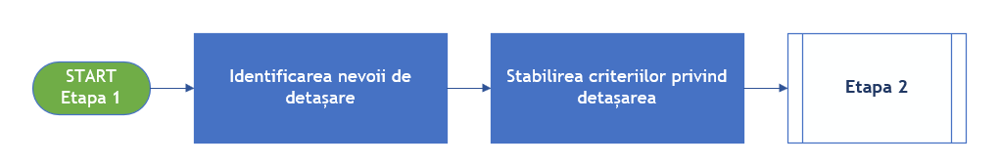 START
Etapa 1
Identificarea nevoii de
detașare
Stabilirea criteriilor privind
detașarea
Etapa 2